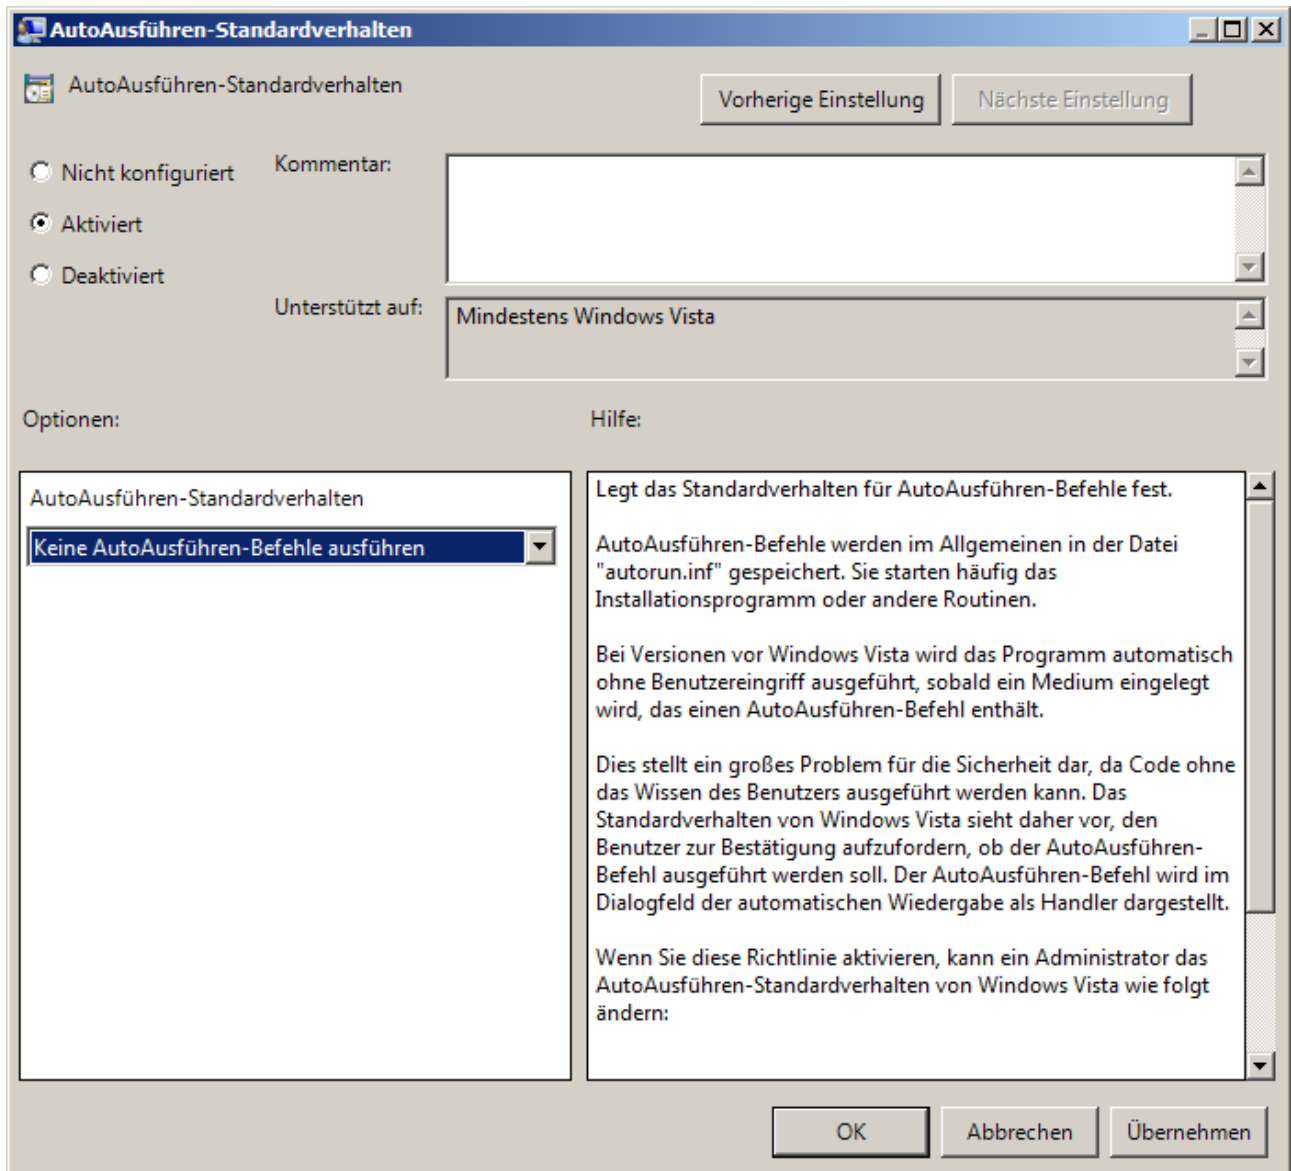 AutoAusführen-Standardverhalten
AutoAusführen-Standardverhalten
Vorherige Einstellung
Nächste Einstellung
Nicht konfiguriert
Aktiviert
Deaktiviert
Kommentar:
Unterstützt auf:
Mindestens Windows Vista
Optionen:
Hilfe:
AutoAusführen-Standardverhalten
Keine AutoAusführen-Befehle ausführen
Legt das Standardverhalten für AutoAusführen-Befehle fest.
AutoAusführen-Befehle werden im Allgemeinen in der Datei
"autorun.inf" gespeichert. Sie starten häufig das
Installationsprogramm oder andere Routinen.
Bei Versionen vor Windows Vista wird das Programm automatisch
ohne Benutzereingriff ausgeführt, sobald ein Medium eingelegt
wird, das einen AutoAusführen-Befehl enthält.
Dies stellt ein großes Problem für die Sicherheit dar, da Code ohne
das Wissen des Benutzers ausgeführt werden kann. Das
Standardverhalten von Windows Vista sieht daher vor, den
Benutzer zur Bestätigung aufzufordern, ob der AutoAusführen-
Befehl ausgeführt werden soll. Der AutoAusführen-Befehl wird im
Dialogfeld der automatischen Wiedergabe als Handler dargestellt.
Wenn Sie diese Richtlinie aktivieren, kann ein Administrator das
AutoAusführen-Standardverhalten von Windows Vista wie folgt
ändern:
OK
Abbrechen
Übernehmen